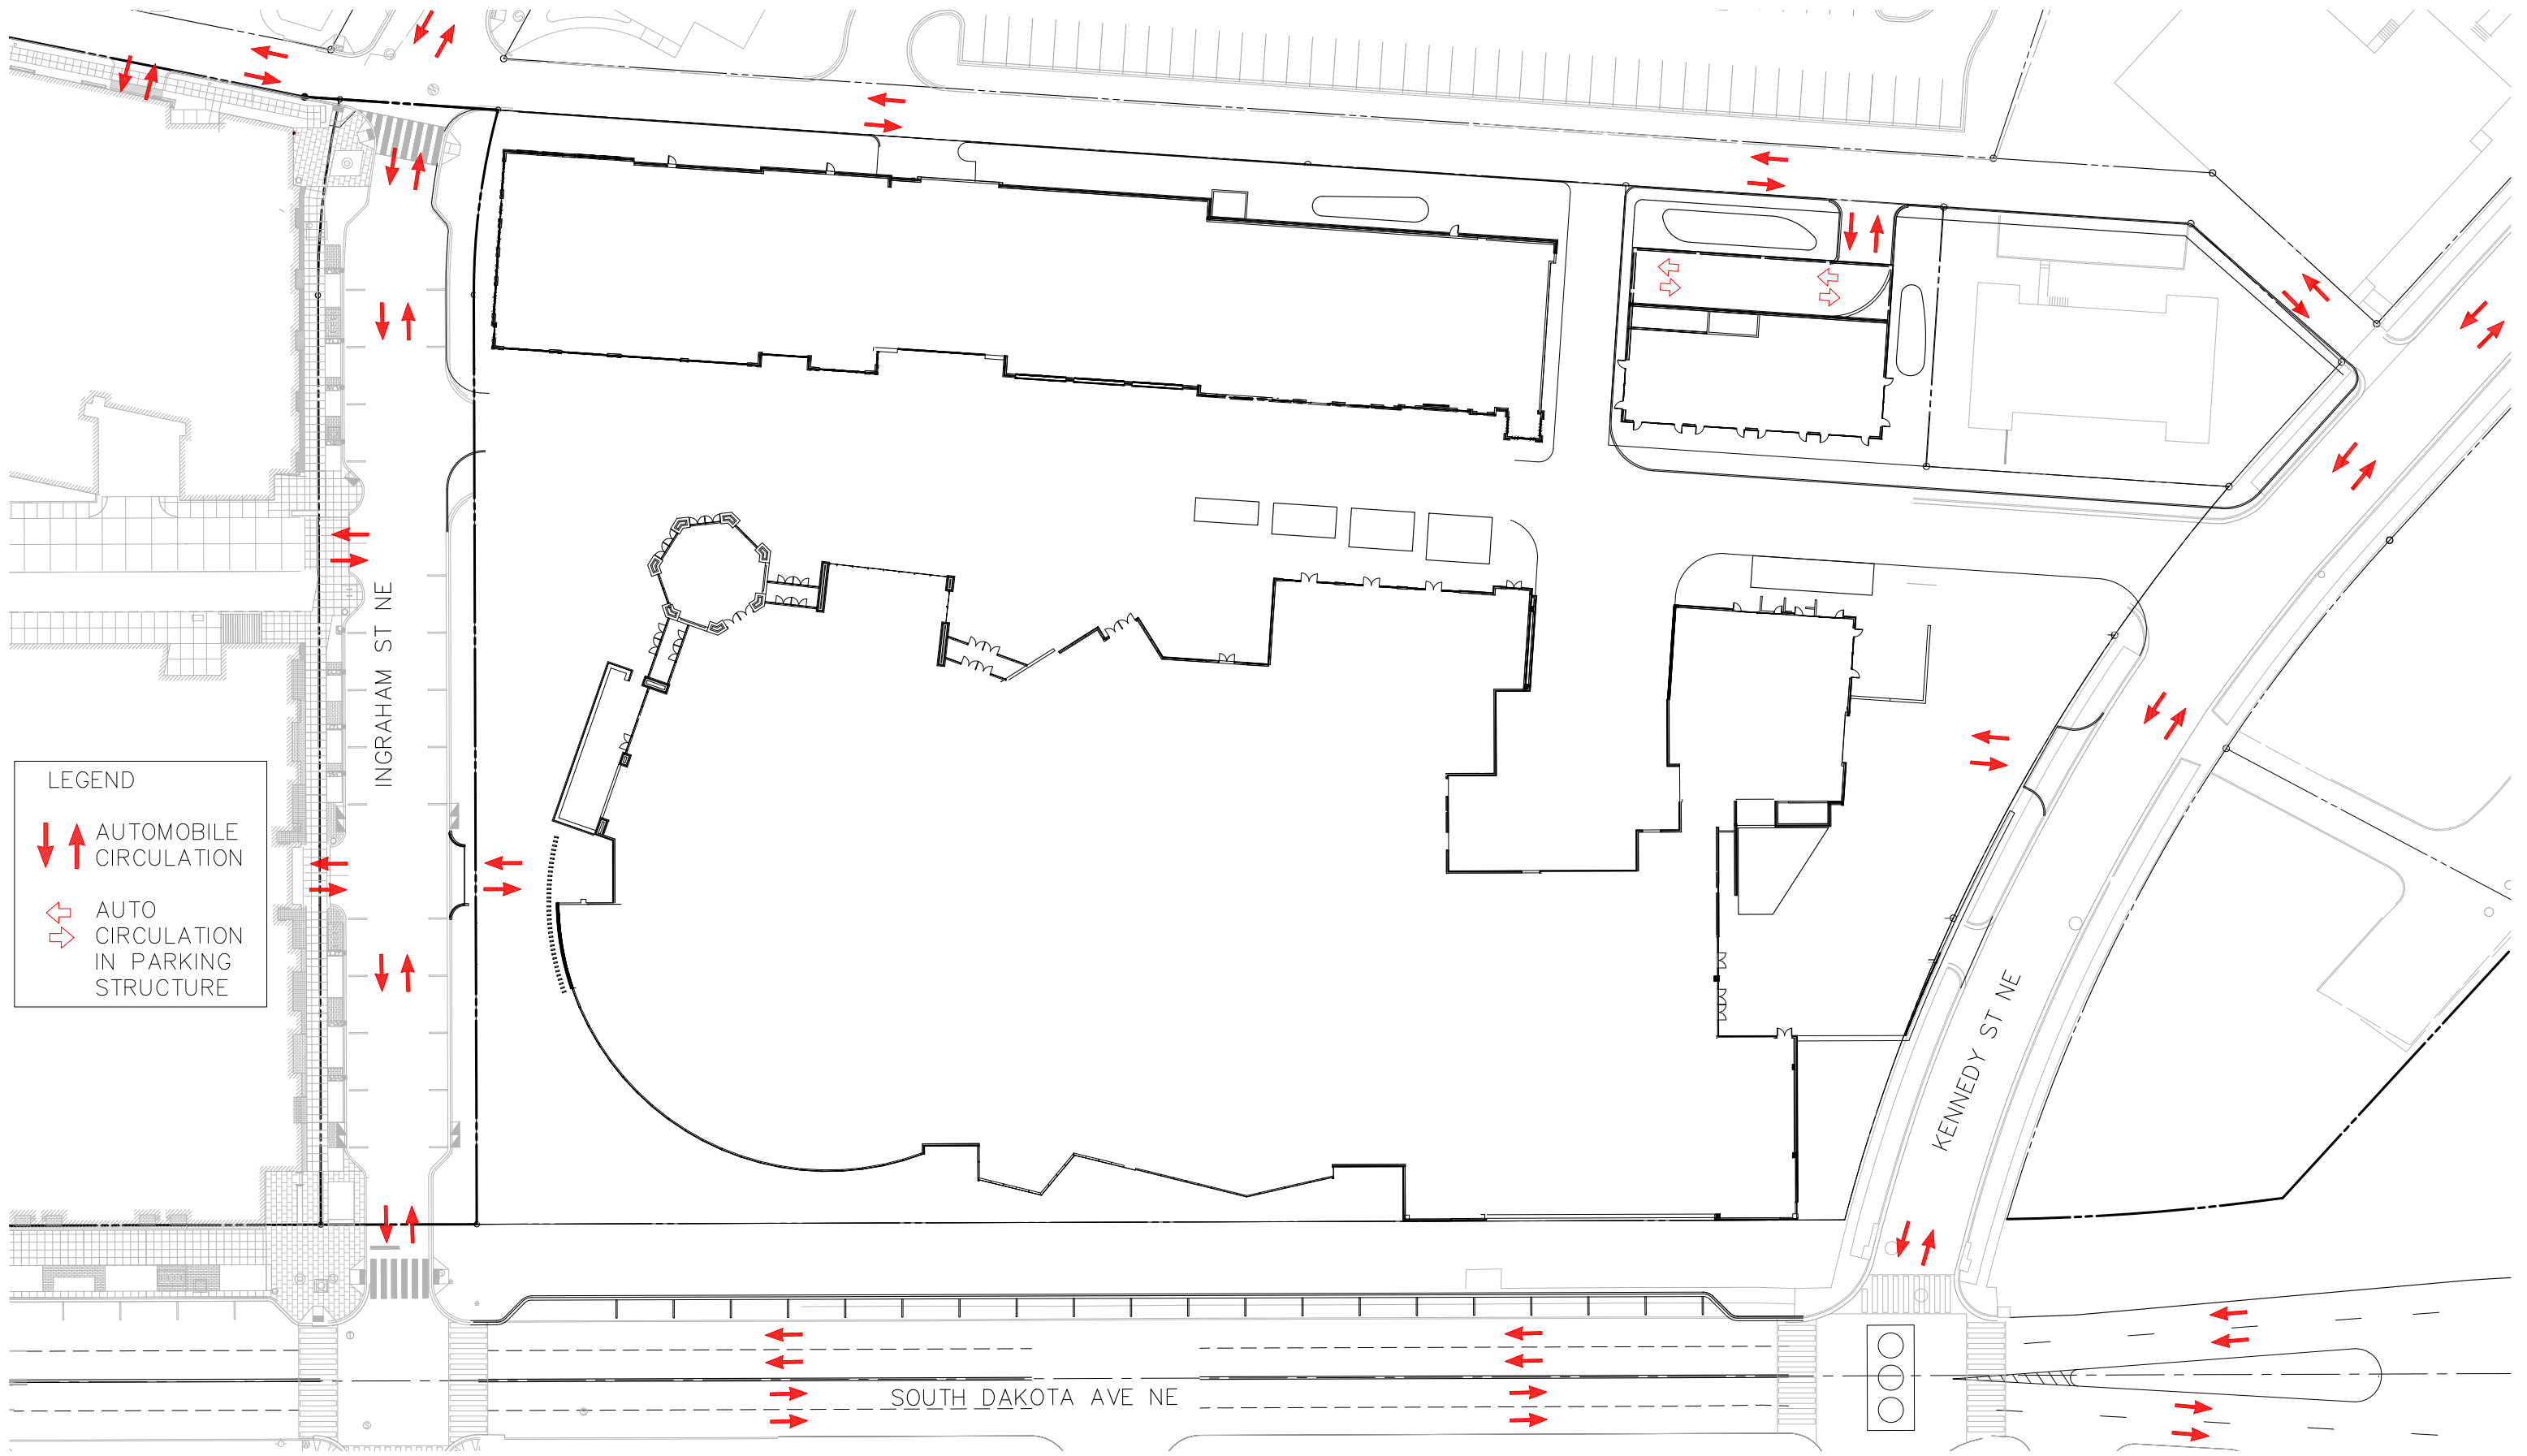 INGRAHAM ST NE
LEGEND
AUTOMOBILE
CIRCULATION
AUTO
CIRCULATION
IN PARKING
STRUCTURE
KENNEDY ST NE
SOUTH DAKOTA AVE NE